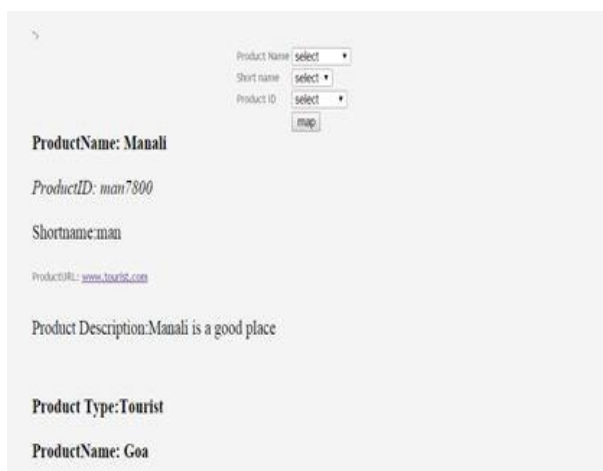 Product Name select
Short name select
Product ID select
map
ProductName: Manali
ProductID: man7800
Shortname:man
ProductURL: www.tourist.com
Product Description:Manali is a good place
Product Type:Tourist
ProductName: Goa